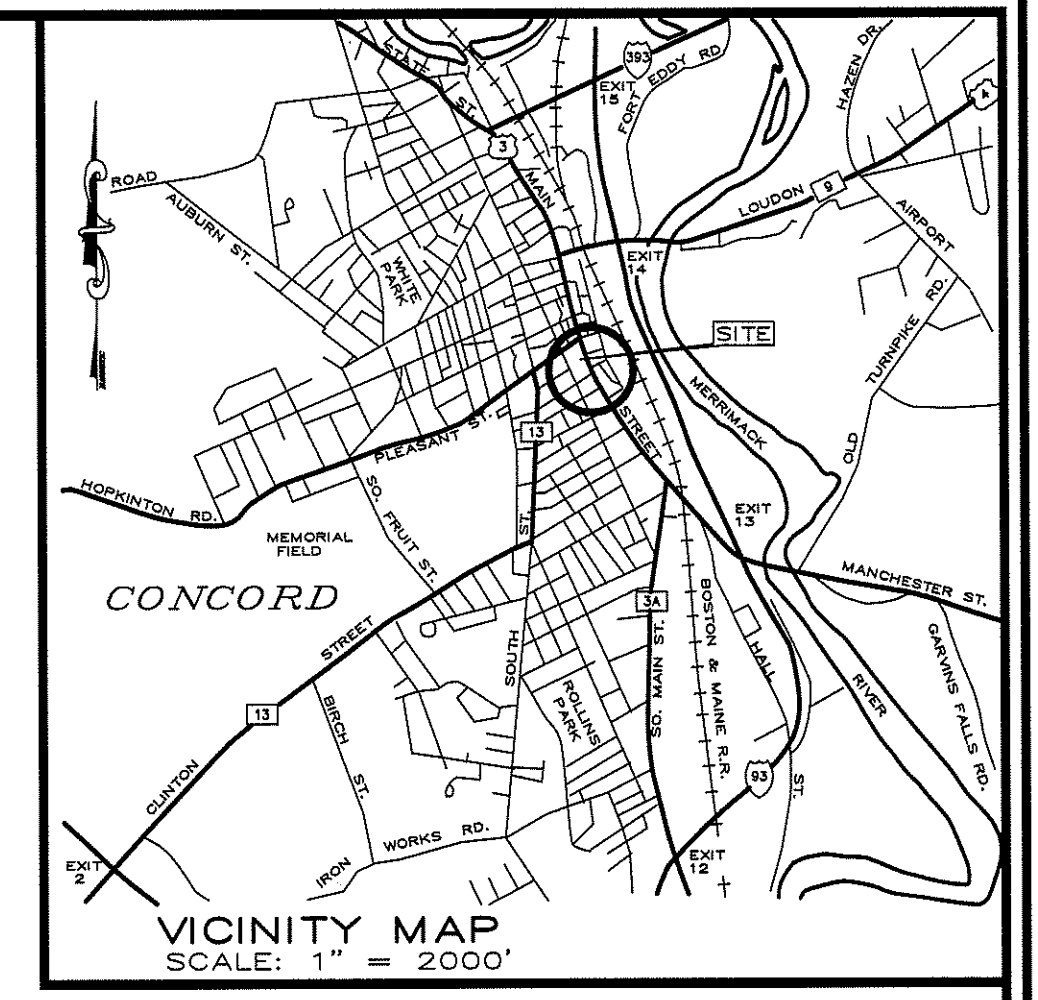 STATE
ST.
393
EXIT
15
FORT EDDY RD
HAZEN DR.
3
MAIN
ROAD
AUBURN ST.
WHITE
PARK
LOUDON
9
AIRPORT
EXIT
14
TURNPIKE RD.
OLD
SITE
MERRIMACK
STREET
PLEASANT ST.
13
HOPKINTON RD.
SO. FRUIT ST.
ST.
MEMORIAL
FIELD
EXIT
13
MANCHESTER ST.
CONCORD
3A
BOSTON & MAINE R.R.
HALL
GARVINS FALLS RD.
STREET
SOUTH
SO. MAIN ST.
ROLLINS
PARK
RIVER
13
BIRCH
ST.
CLINTON
93
ST.
WORKS RD.
IRON
EXIT
2
EXIT
12
VICINITY MAP
SCALE: 1" = 2000'